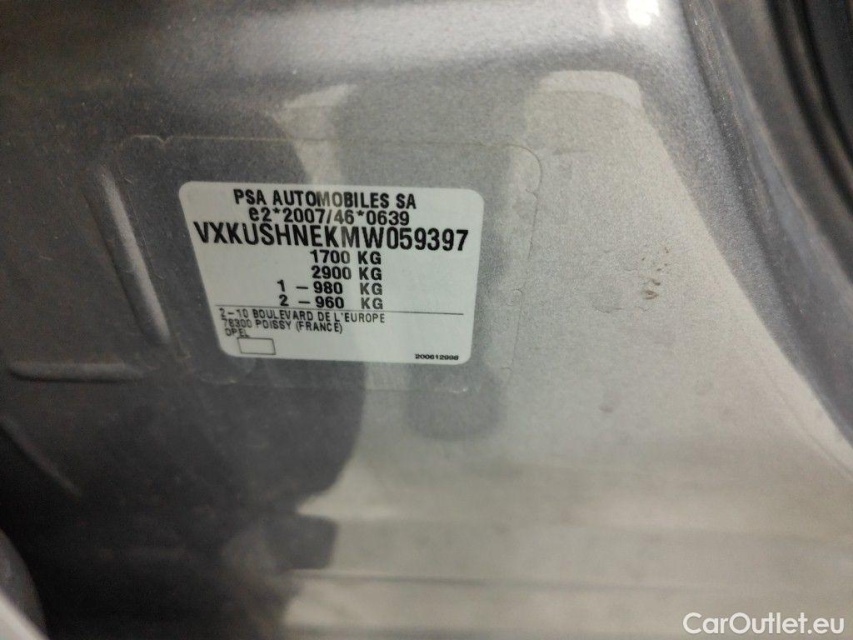 PSA AUTOMOBILES SA
e2*2007/46*0639
VXKUSHNEKMW059397
1700 KG
2900 KG
1 - 980 KG
2 - 960 KG
2-10 BOULEVARD DE L'EUROPE
78300 POISSY (FRANCE)
OPEL
200612998
CarOutlet.eu